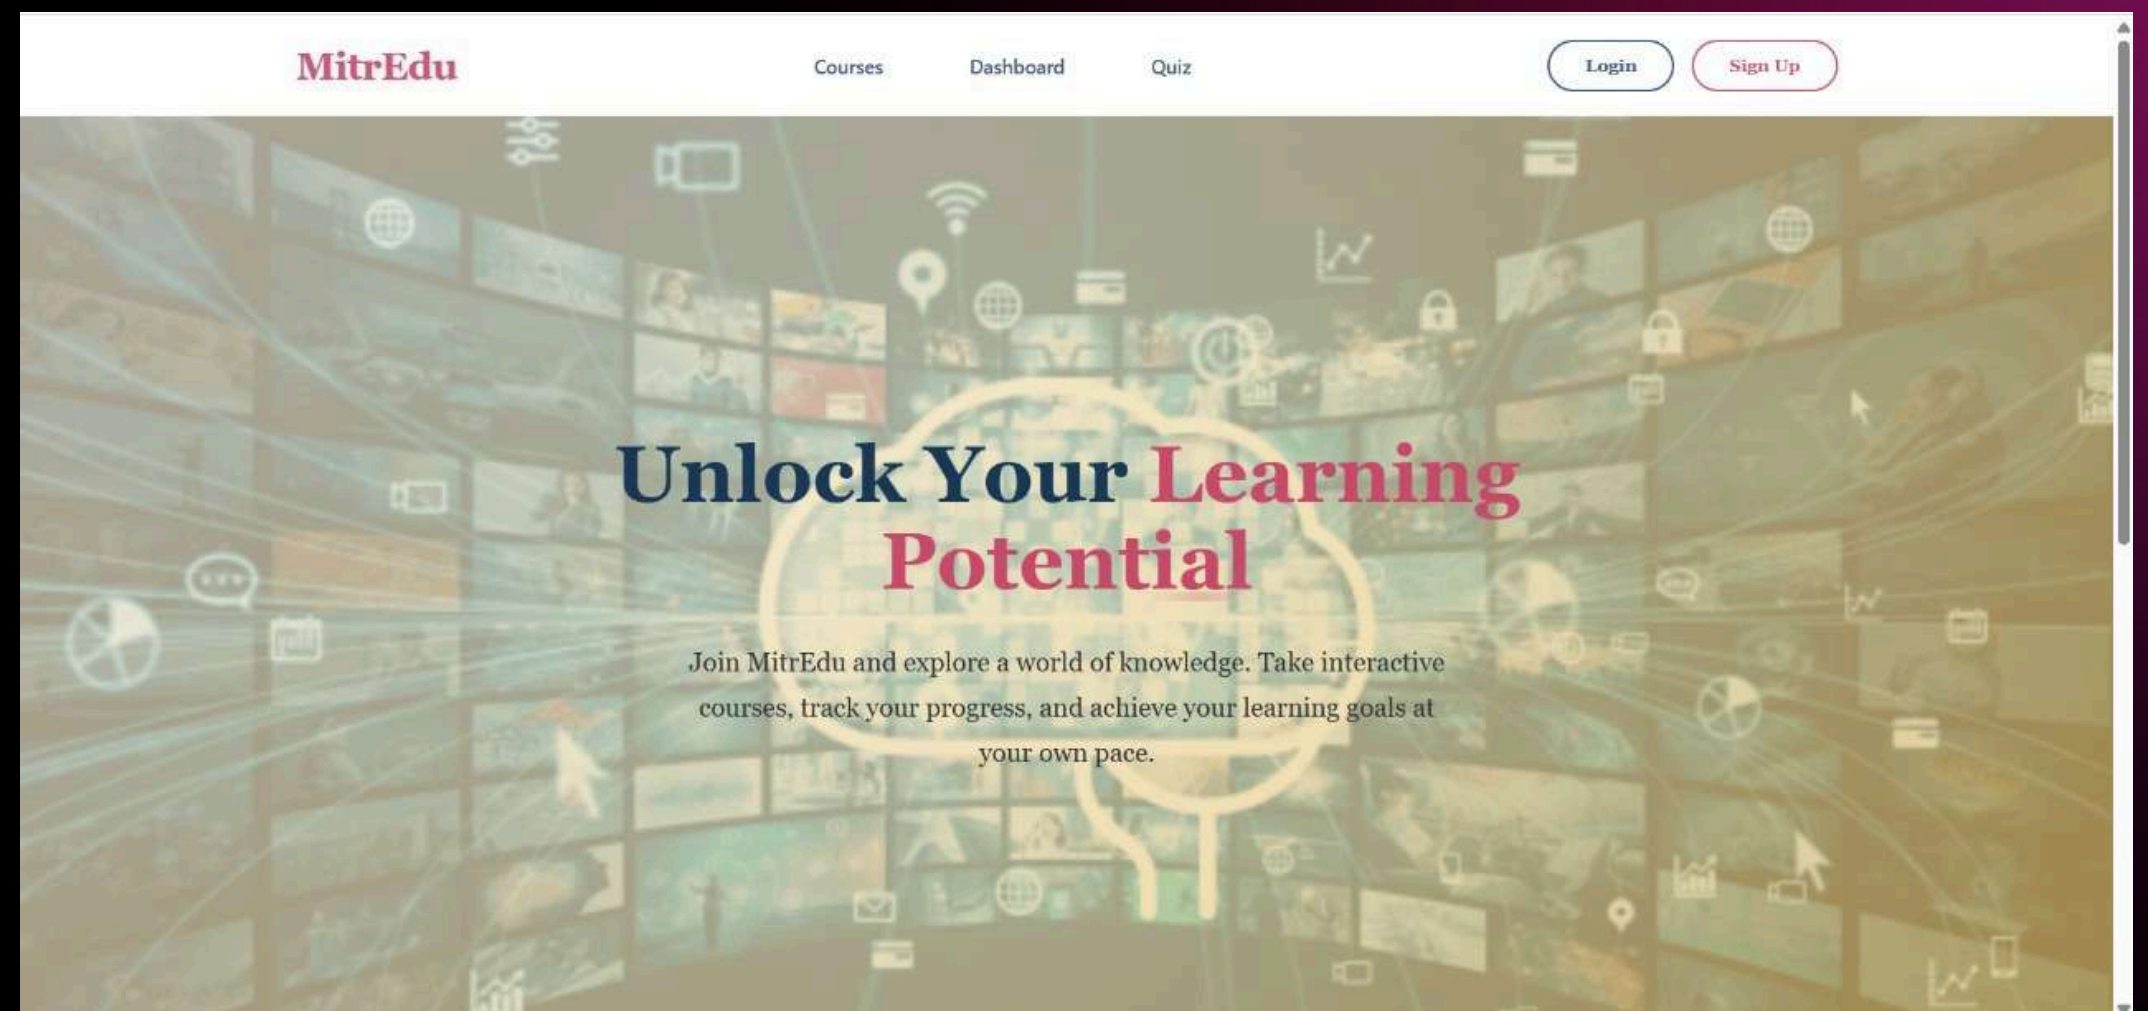 MitrEdu
Courses
Dashboard
Quiz
Login
Sign Up
Unlock Your Learning
Potential
Join MitrEdu and explore a world of knowledge. Take interactive
courses, track your progress, and achieve your learning goals at
your own pace.